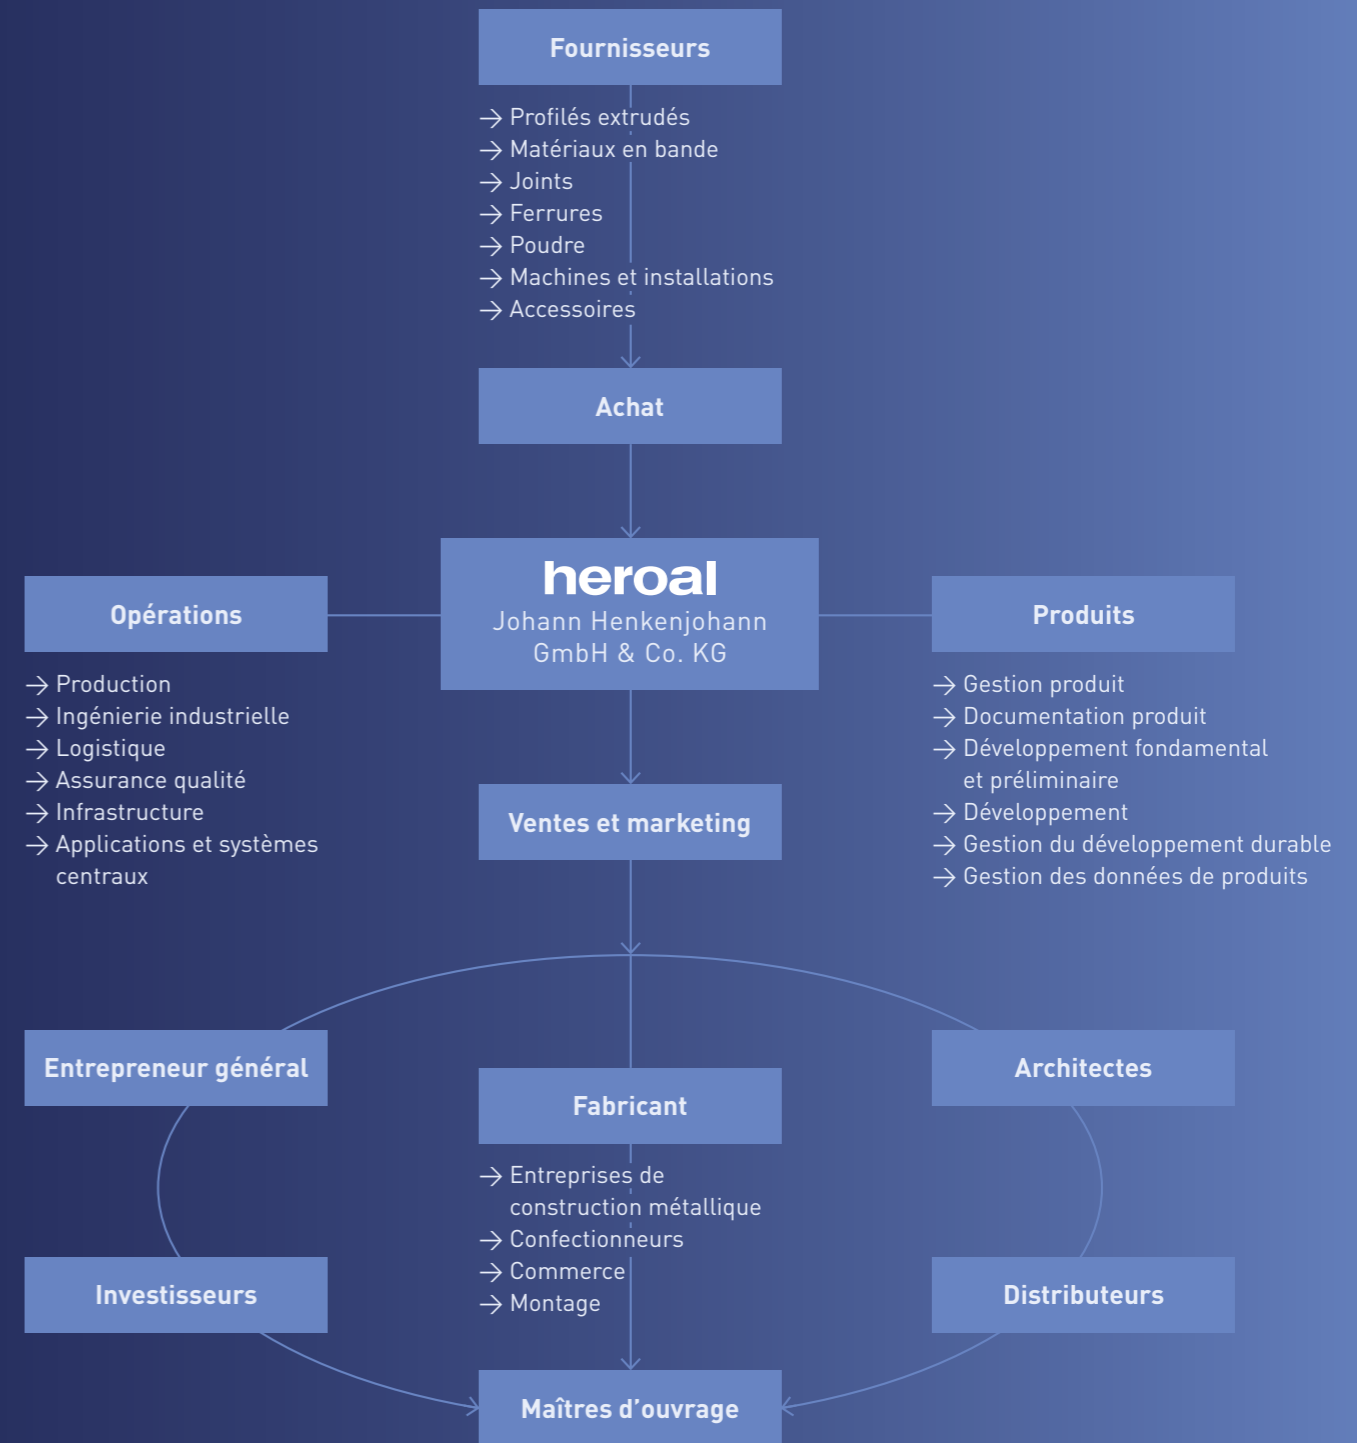 Fournisseurs
→ Profilés extrudés
→ Matériaux en bande
→ Joints
→ Ferrures
→ Poudre
→ Machines et installations
→ Accessoires
Achat
heroal
Johann Henkenjohann
GmbH & Co. KG
Opérations
→ Production
→ Ingénierie industrielle
→ Logistique
→ Assurance qualité
→ Infrastructure
→ Applications et systèmes
centraux
Produits
→ Gestion produit
→ Documentation produit
→ Développement fondamental
et préliminaire
→ Développement
→ Gestion du développement durable
→ Gestion des données de produits
Ventes et marketing
Entrepreneur général
Architectes
Fabricant
→ Entreprises de
construction métallique
→ Confectionneurs
→ Commerce
→ Montage
Investisseurs
Distributeurs
Maîtres d’ouvrage